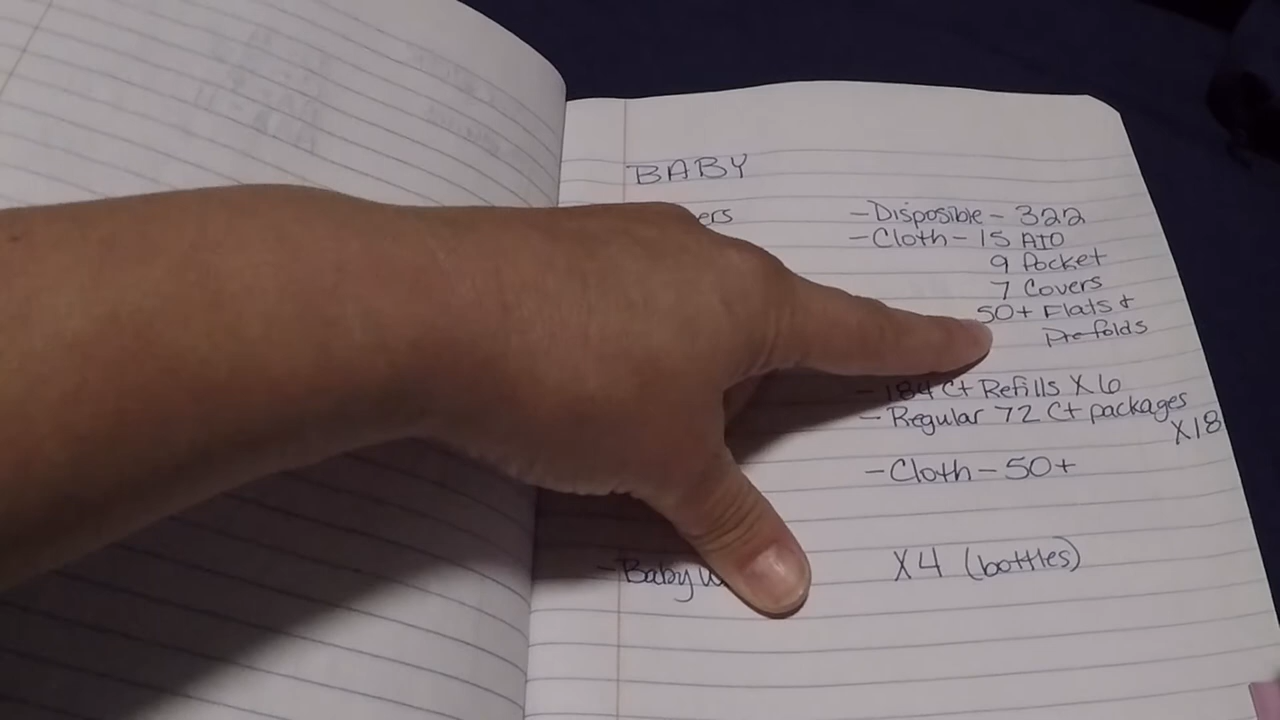 BABY
ers - Disposible - 322
- Cloth - 15 AIO
9 Pocket
7 Covers
50+ Flats &
Prefolds
- 184 Ct Refills X 6
- Regular 72 Ct packages
X18
- Cloth - 50+
- Baby X4 (bottles)